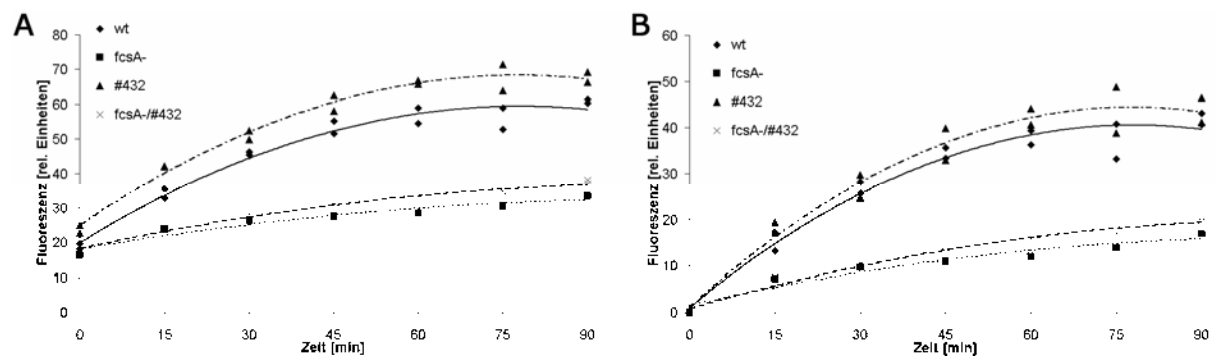 A
wt
fcsA-
#432
fcsA-/#432
Fluoreszenz [rel. Einheiten]
80
70
60
50
40
30
20
10
0
0 15 30 45 60 75 90
Zeit [min]
B
wt
fcsA-
#432
fcsA-/#432
Fluoreszenz [rel. Einheiten]
60
50
40
30
20
10
0
0 15 30 45 60 75 90
Zeit [min]